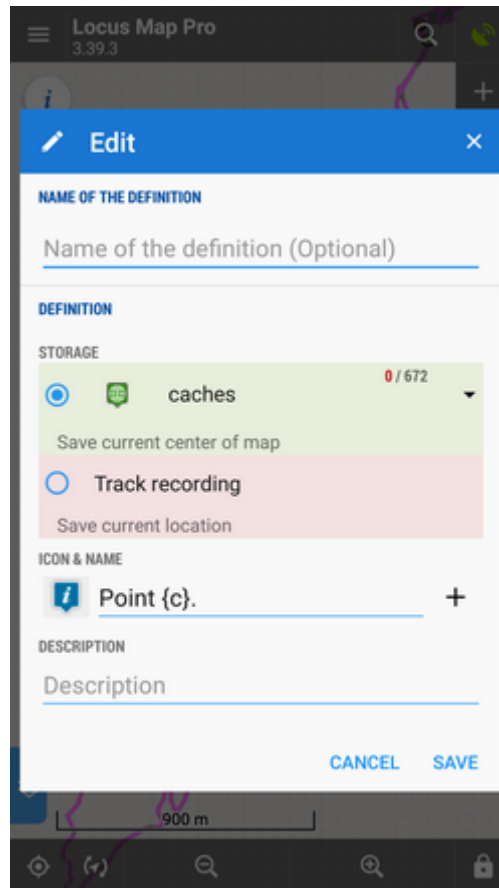 Locus Map Pro
3.39.3
i
Edit
NAME OF THE DEFINITION
Name of the definition (Optional)
DEFINITION
STORAGE
0 / 672
caches
Save current center of map
Track recording
Save current location
ICON & NAME
i
Point {c}.
DESCRIPTION
Description
CANCEL SAVE
900 m